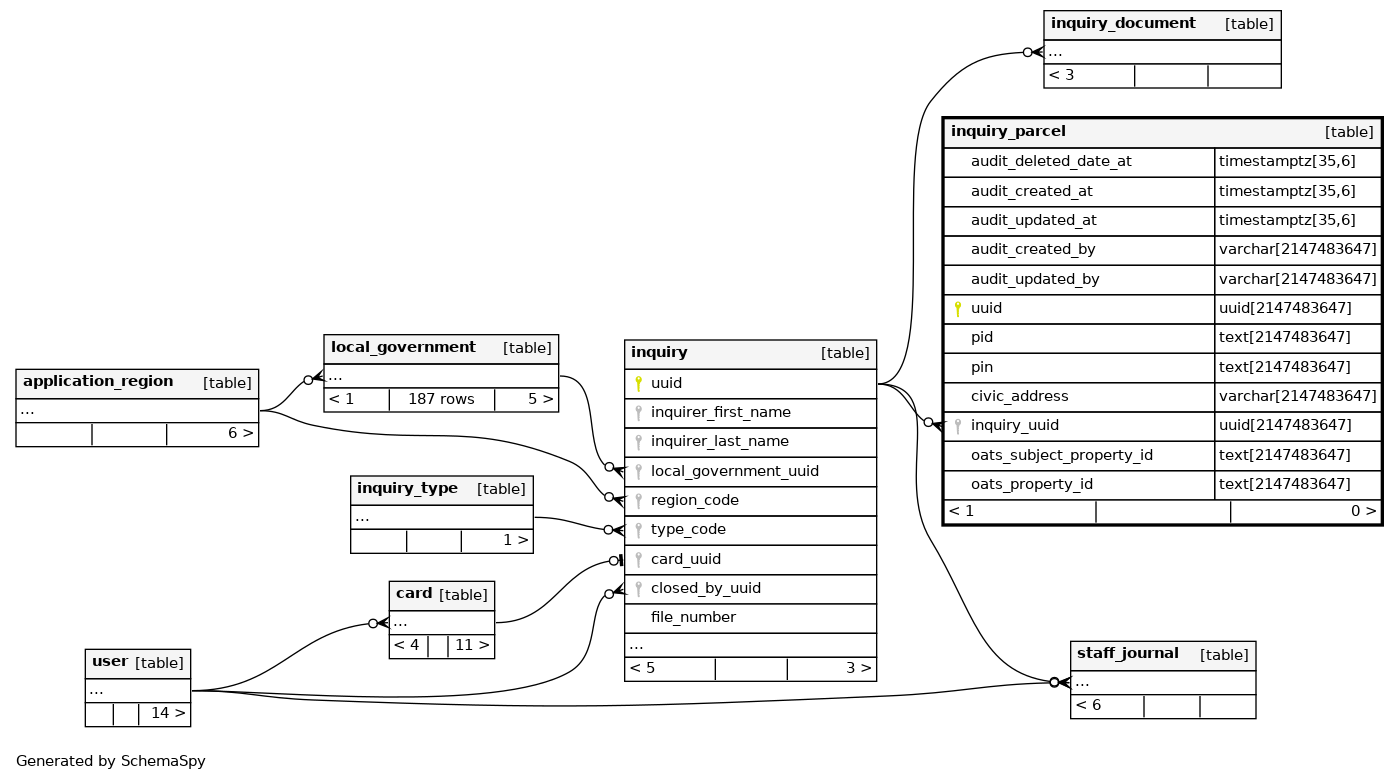 inquiry_document [table]
...
< 3
inquiry_parcel [table]
audit_deleted_date_at timestamptz[35,6]
audit_created_at timestamptz[35,6]
audit_updated_at timestamptz[35,6]
audit_created_by varchar[2147483647]
audit_updated_by varchar[2147483647]
uuid uuid[2147483647]
pid text[2147483647]
pin text[2147483647]
civic_address varchar[2147483647]
inquiry_uuid uuid[2147483647]
oats_subject_property_id text[2147483647]
oats_property_id text[2147483647]
< 1 0 >
local_government [table]
...
< 1 187 rows 5 >
application_region [table]
...
6 >
inquiry [table]
uuid
inquirer_first_name
inquirer_last_name
local_government_uuid
region_code
type_code
card_uuid
closed_by_uuid
file_number
...
< 5 3 >
inquiry_type [table]
...
1 >
card [table]
...
< 4 11 >
user [table]
...
14 >
staff_journal [table]
...
< 6
Generated by SchemaSpy